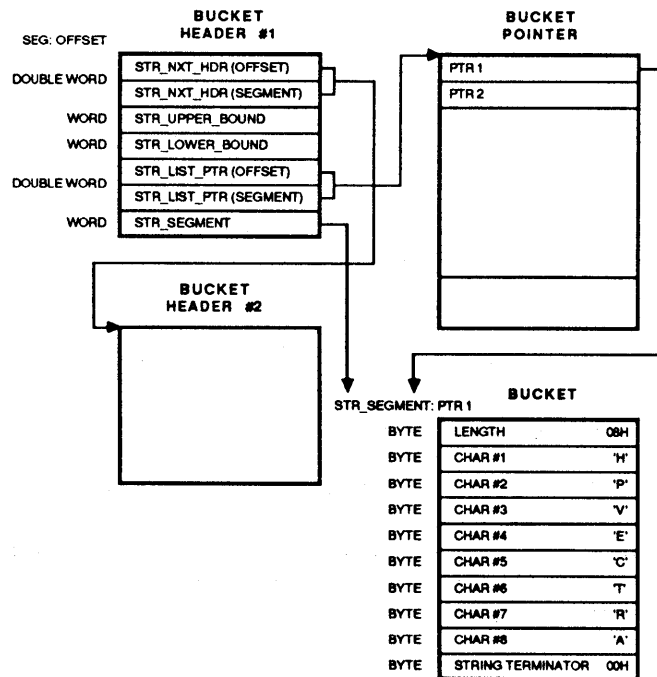 BUCKET
HEADER #1
SEG: OFFSET
DOUBLE WORD STR_NXT_HDR (OFFSET)
STR_NXT_HDR (SEGMENT)
WORD STR_UPPER_BOUND
WORD STR_LOWER_BOUND
DOUBLE WORD STR_LIST_PTR (OFFSET)
STR_LIST_PTR (SEGMENT)
WORD STR_SEGMENT
BUCKET
POINTER
PTR 1
PTR 2
BUCKET
HEADER #2
STR_SEGMENT: PTR 1
BUCKET
BYTE LENGTH 08H
BYTE CHAR #1 'H'
BYTE CHAR #2 'P'
BYTE CHAR #3 'V'
BYTE CHAR #4 'E'
BYTE CHAR #5 'C'
BYTE CHAR #6 'T'
BYTE CHAR #7 'R'
BYTE CHAR #8 'A'
BYTE STRING TERMINATOR 00H